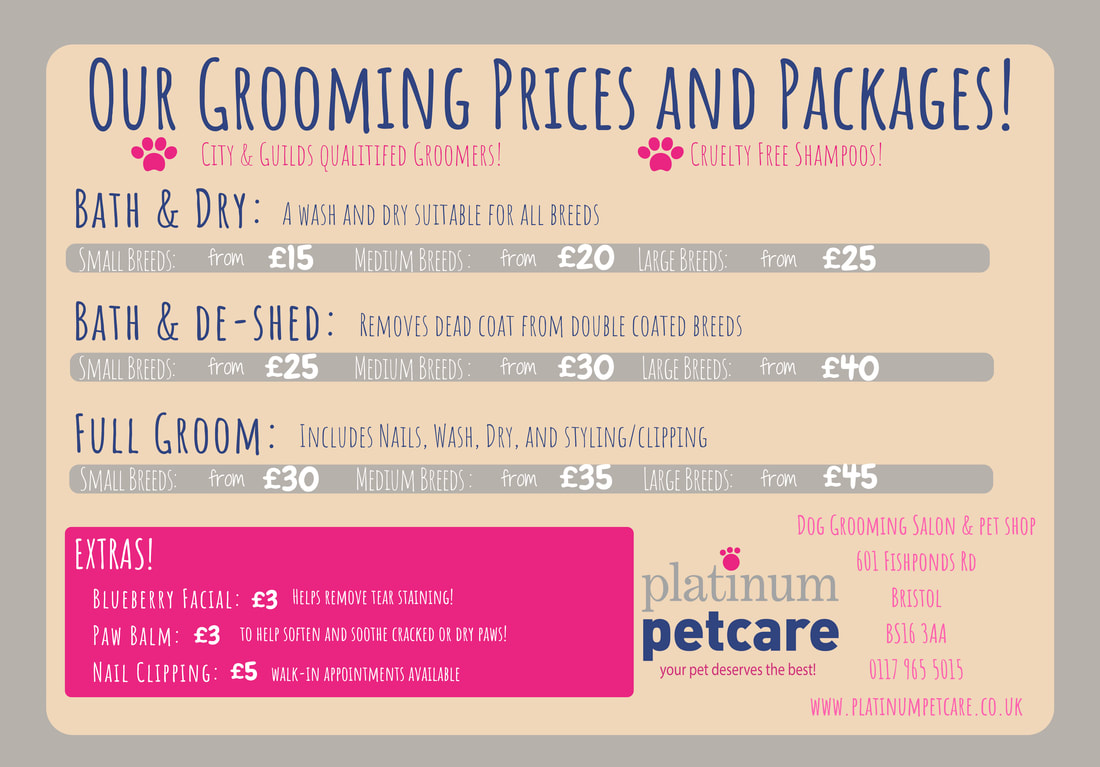 Our Grooming Prices and Packages!
City & Guilds qualitifed Groomers! Cruelty Free Shampoos!
Bath & Dry: A wash and dry suitable for all breeds
Small Breeds: from £15 Medium Breeds: from £20 Large Breeds: from £25
Bath & de-shed: Removes dead coat from double coated breeds
Small Breeds: from £25 Medium Breeds: from £30 Large Breeds: from £40
Full Groom: Includes Nails, Wash, Dry, and styling/clipping
Small Breeds: from £30 Medium Breeds: from £35 Large Breeds: from £45
EXTRAS!
Blueberry Facial: £3 Helps remove tear staining!
Paw Balm: £3 to help soften and soothe cracked or dry paws!
Nail Clipping: £5 walk-in appointments available
platinum
petcare
your pet deserves the best!
Dog Grooming Salon & pet shop
601 Fishponds Rd
Bristol
BS16 3AA
0117 965 5015
www.platinumpetcare.co.uk